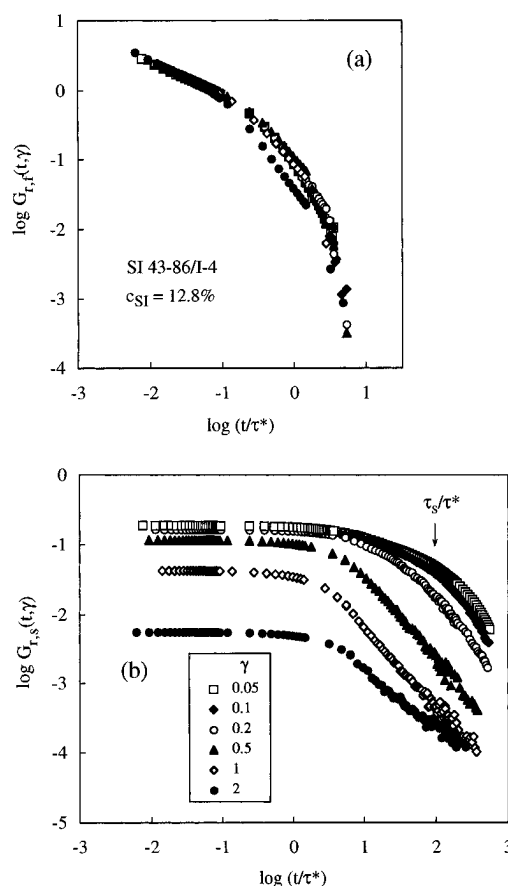 (a)
1
0
-1
-2
-3
-4
log G_{r,f}(t,γ)
SI 43-86/I-4
c_{SI} = 12.8%
-3 -2 -1 0 1
log (t/τ*)
-0
-1
-2
-3
-4
-5
log G_{r,s}(t,γ)
τ_s/τ*
(b)
γ
0.05
0.1
0.2
0.5
1
2
-3 -2 -1 0 1 2 3
log (t/τ*)